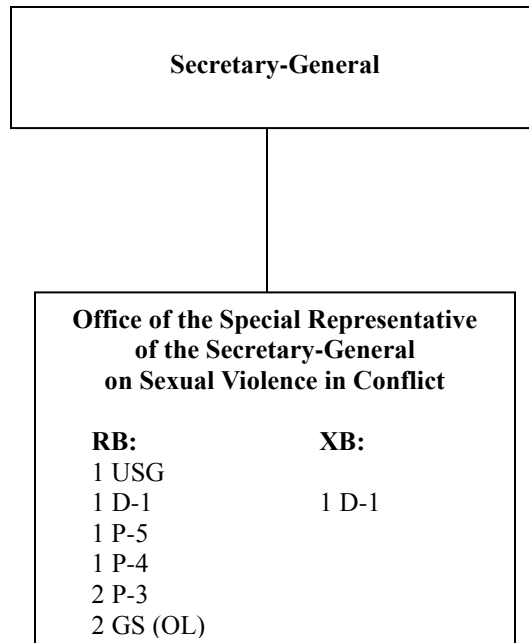 Secretary-General
Office of the Special Representative
of the Secretary-General
on Sexual Violence in Conflict
RB: XB:
1 USG
1 D-1 1 D-1
1 P-5
1 P-4
2 P-3
2 GS (OL)